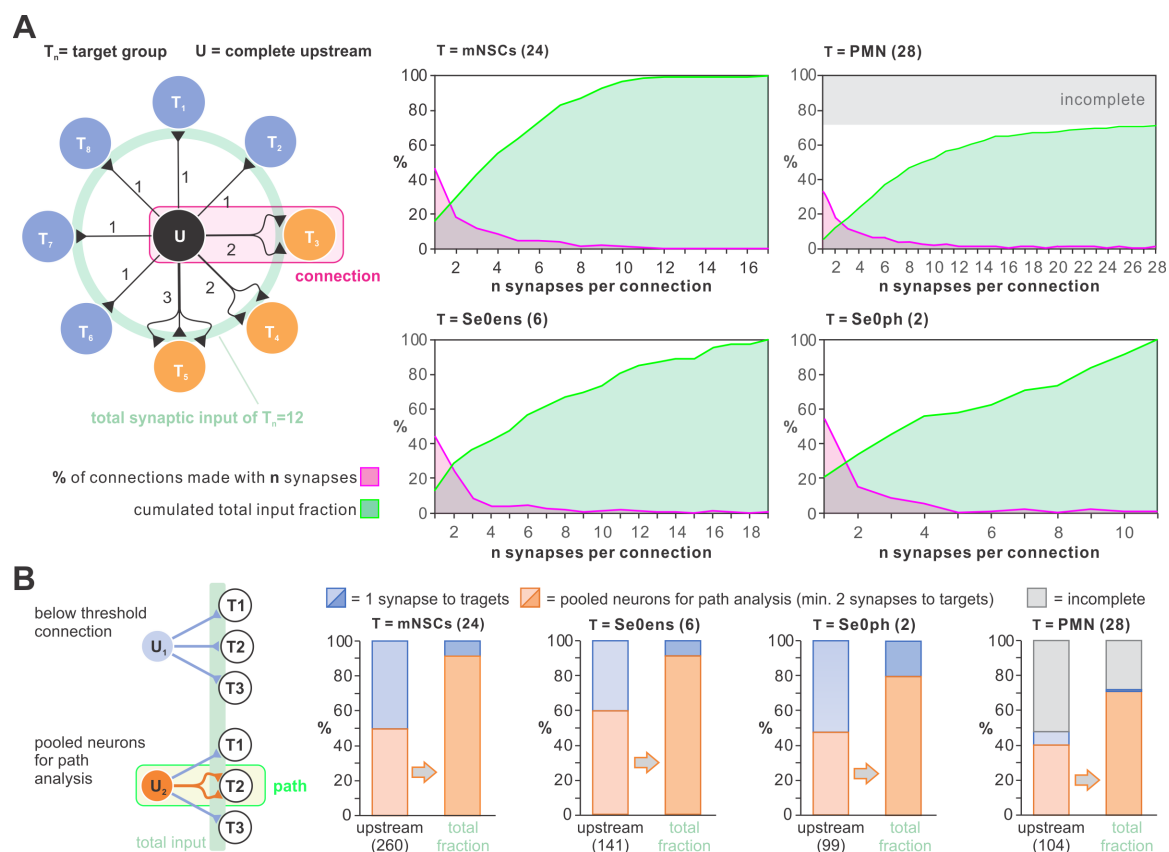 A
Tn= target group
U = complete upstream
T1
T2
T3
T4
T5
T6
T7
T8
U
1
1
1
2
2
3
1
1
1
connection
total synaptic input of Tn=12
% of connections made with n synapses
cumulated total input fraction
T = mNSCs (24)
100
80
60
%
40
20
0
2 4 6 8 10 12 14 16
n synapses per connection
T = PMN (28)
incomplete
100
80
60
%
40
20
0
2 4 6 8 10 12 14 16 18 20 22 24 26 28
n synapses per connection
T = Se0ens (6)
100
80
60
%
40
20
0
2 4 6 8 10 12 14 15 16 18
n synapses per connection
T = Se0ph (2)
100
80
60
%
40
20
0
2 4 6 8 10
n synapses per connection
B
below threshold
connection
U1
T1
T2
T3
pooled neurons
for path
analysis
U2
T1
T2
T3
path
total input
= 1 synapse to tragets
= pooled neurons for path analysis (min. 2 synapses to targets)
= incomplete
T = mNSCs (24)
100
80
60
%
40
20
0
upstream
(260)
total
fraction
T = Se0ens (6)
100
80
60
%
40
20
0
upstream
(141)
total
fraction
T = Se0ph (2)
100
80
60
%
40
20
0
upstream
(99)
total
fraction
T = PMN (28)
100
80
60
%
40
20
0
upstream
(104)
total
fraction